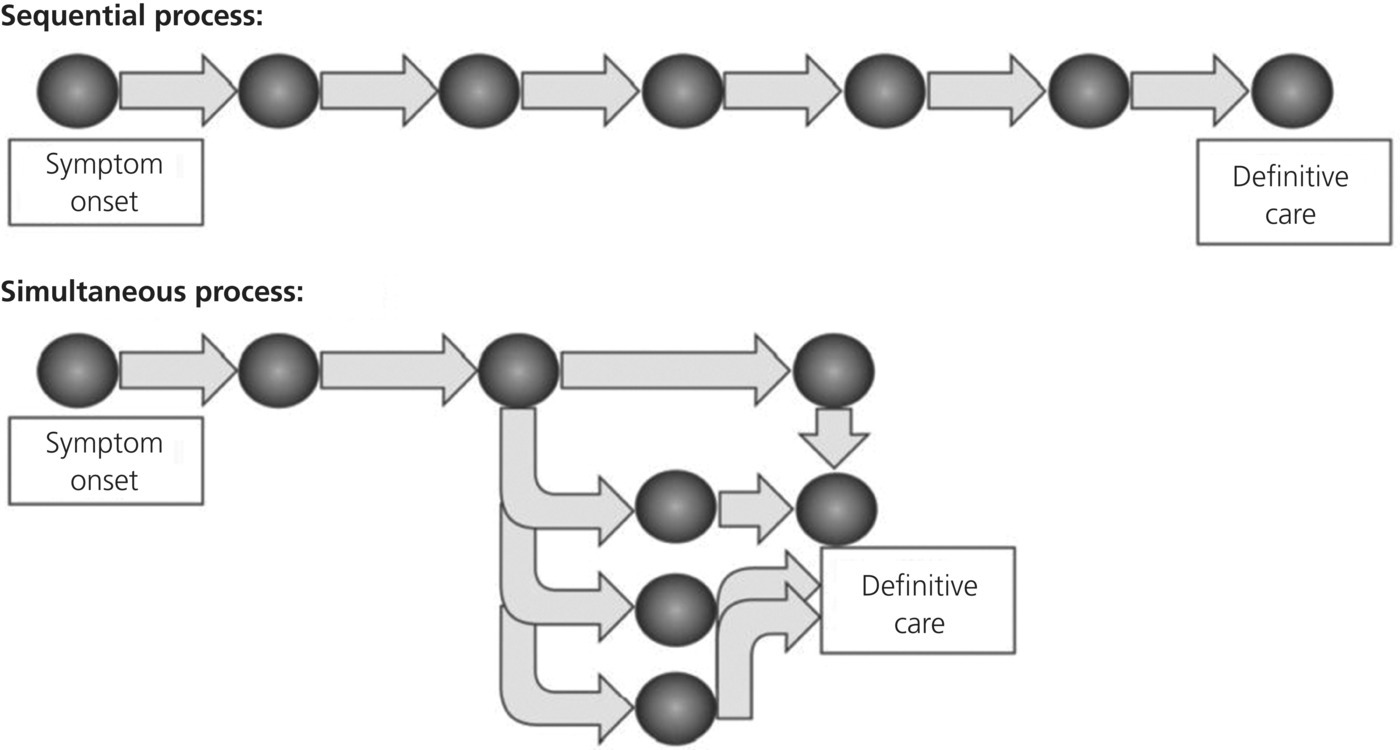 Sequential process:
Symptom
onset
Definitive
care
Simultaneous process:
Symptom
onset
Definitive
care